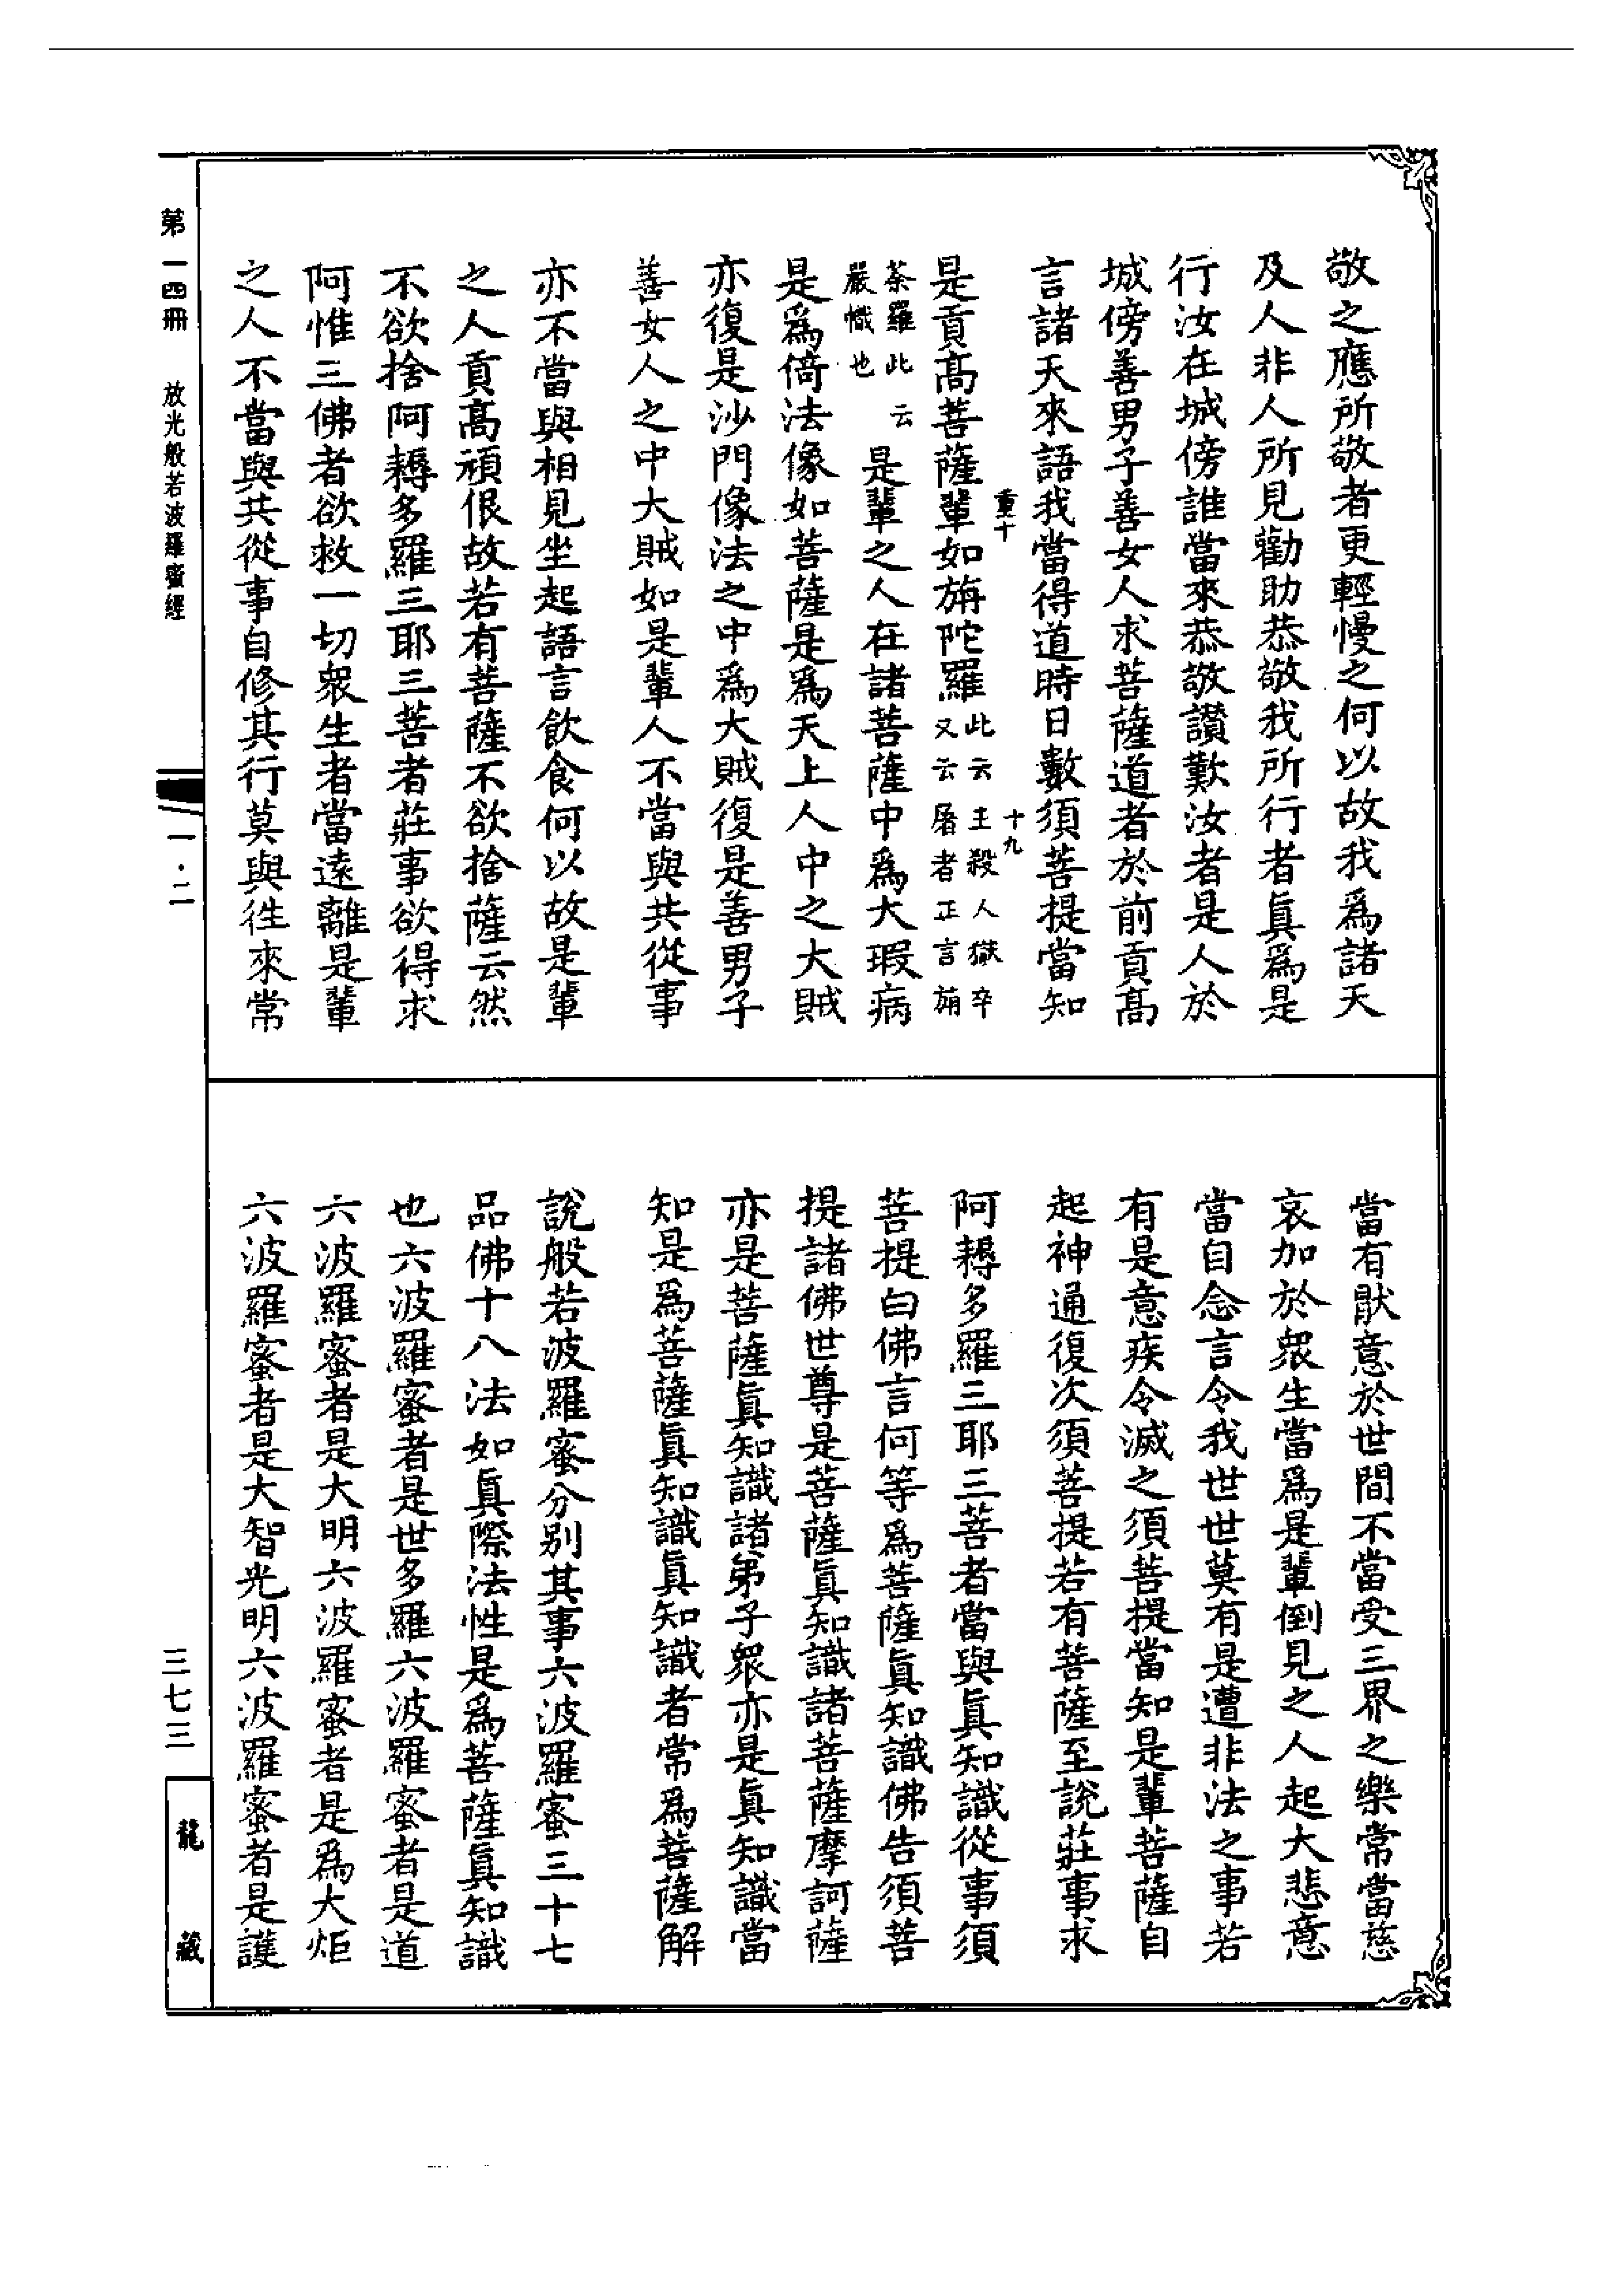 敬之應所敬者更輕慢之何以故我爲諸天
及人非人所見勸助恭敬我所行者眞爲是
行汝在城傍誰當來恭敬讚歎汝者是人於
城傍善男子善女人求菩薩道者於前貢高
言諸天來語我當得道時日數須菩提當知
重十
十九
是貢高菩薩輩如旃陀羅此云主殺人獄卒又云屠者正言旃
荼羅此云嚴幟也是輩之人在諸菩薩中爲大瑕病
是爲倚法像如菩薩是爲天上人中之大賊
亦復是沙門像法之中爲大賊復是善男子
善女人之中大賊如是輩人不當與共從事
亦不當與相見坐起語言飲食何以故是輩
之人貢高頑佷故若有菩薩不欲捨薩云然
不欲捨阿耨多羅三耶三菩者莊事欲得求
阿惟三佛者欲救一切衆生者當遠離是輩
之人不當與共從事自修其行莫與徃來常
當有猒意於世間不當受三界之樂常當慈
哀加於衆生當爲是輩倒見之人起大悲意
當自念言令我世世莫有是遭非法之事若
有是意疾令滅之須菩提當知是輩菩薩自
起神通復次須菩提若有菩薩至說莊事求
阿耨多羅三耶三菩者當與眞知識從事須
菩提白佛言何等爲菩薩眞知識佛告須菩
提諸佛世尊是菩薩眞知識諸菩薩摩訶薩
亦是菩薩眞知識諸弟子衆亦是眞知識當
知是爲菩薩眞知識眞知識者常爲菩薩解
說般若波羅蜜分別其事六波羅蜜三十七
品佛十八法如眞際法性是爲菩薩眞知識
也六波羅蜜者是世多羅六波羅蜜者是道
六波羅蜜者是大明六波羅蜜者是爲大炬
六波羅蜜者是大智光明六波羅蜜者是護
第一四冊 放光般若波羅蜜經
一·二
三七三
龍藏